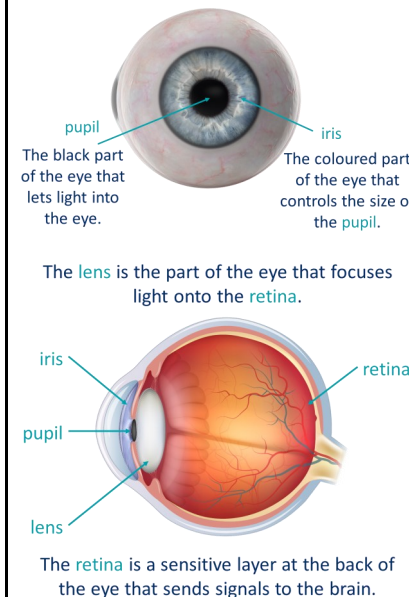 pupil
The black part
of the eye that
lets light into
the eye.
iris
The coloured part
of the eye that
controls the size o
the pupil.
The lens is the part of the eye that focuses
light onto the retina.
iris
retina
pupil
lens
The retina is a sensitive layer at the back of
the eye that sends signals to the brain.